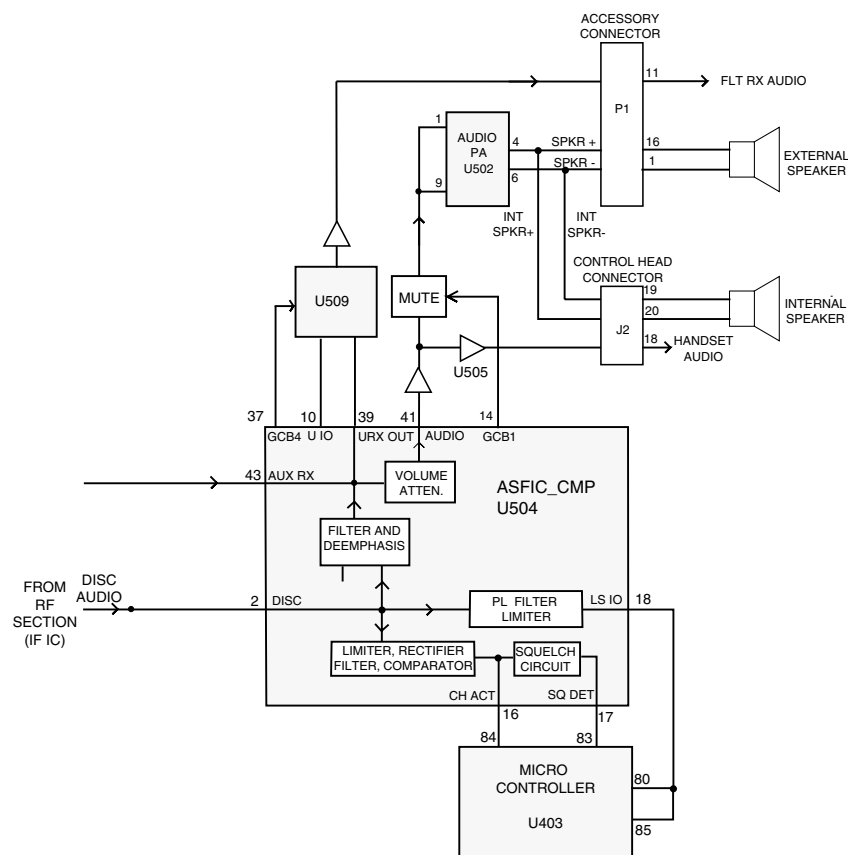 ACCESSORY
CONNECTOR
11
FLT RX AUDIO
P1
1
AUDIO
PA
U502
4
SPKR +
16
EXTERNAL
SPEAKER
SPKR -
1
9
6
INT
SPKR+
INT
SPKR-
CONTROL HEAD
CONNECTOR
U509
MUTE
19
INTERNAL
SPEAKER
20
J2
18
HANDSET
AUDIO
U505
37
10
39
41
14
GCB4
U IO
URX OUT
AUDIO
GCB1
43
AUX RX
VOLUME
ATTEN.
ASFIC_CMP
U504
FILTER AND
DEEMPHASIS
FROM
RF
SECTION
(IF IC)
DISC
AUDIO
2
DISC
PL FILTER
LIMITER
LS IO
18
LIMITER, RECTIFIER
FILTER, COMPARATOR
SQUELCH
CIRCUIT
CH ACT
SQ DET
16
17
84
83
MICRO
CONTROLLER
U403
80
85